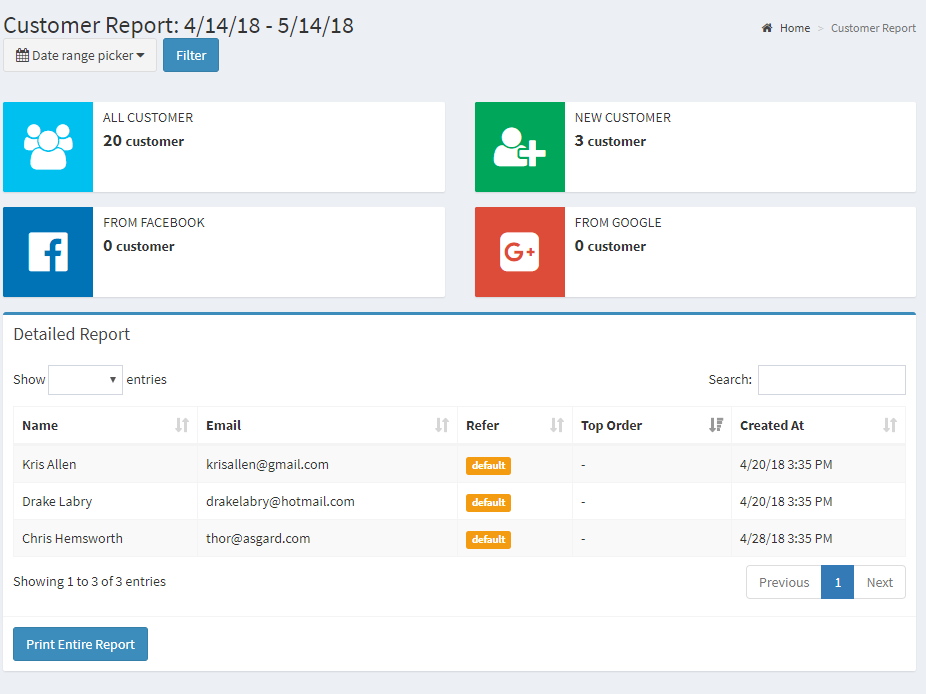 Customer Report: 4/14/18 - 5/14/18
Home > Customer Report
Date range picker Filter
ALL CUSTOMER
20 customer
NEW CUSTOMER
3 customer
FROM FACEBOOK
0 customer
FROM GOOGLE
0 customer
G+
Detailed Report
Show entries Search:
Name Email Refer Top Order Created At
Kris Allen krisallen@gmail.com default - 4/20/18 3:35 PM
Drake Labry drakelabry@hotmail.com default - 4/20/18 3:35 PM
Chris Hemsworth thor@asgard.com default - 4/28/18 3:35 PM
Showing 1 to 3 of 3 entries Previous 1 Next
Print Entire Report